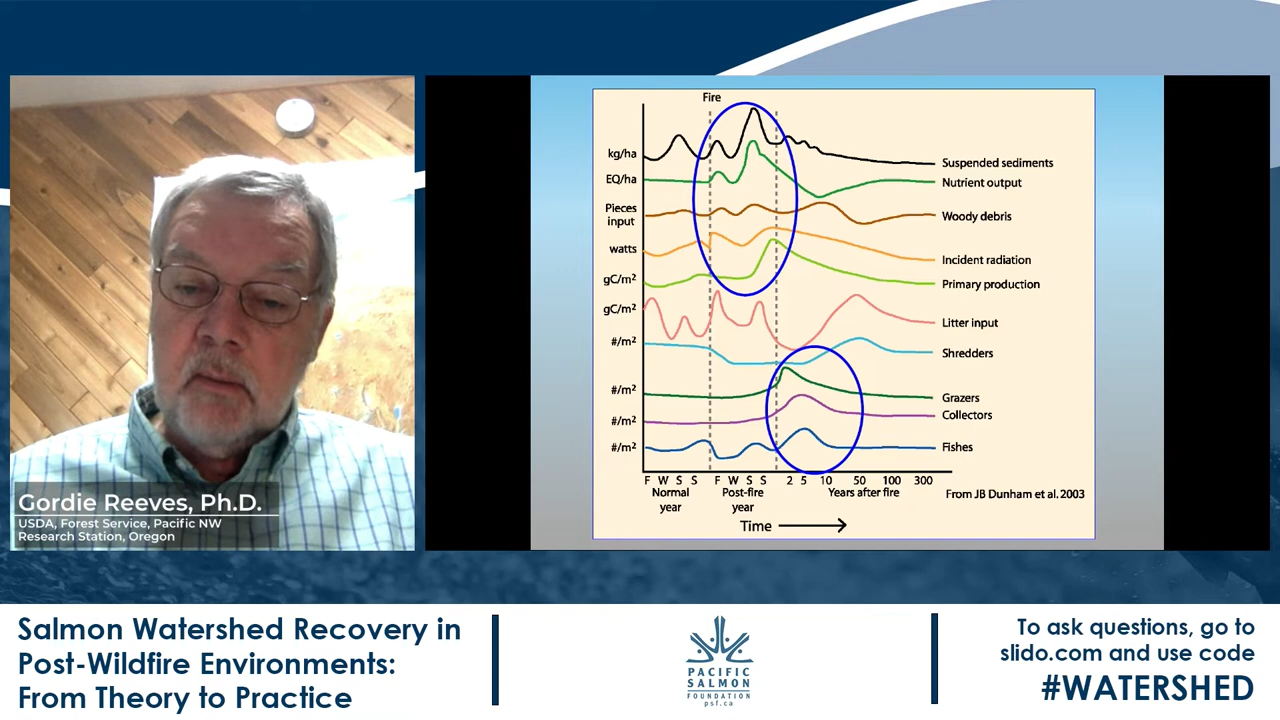 Fire
kg/ha
EQ/ha
Pieces
input
watts
gC/m²
gC/m²
#/m²
#/m²
#/m²
#/m²
Suspended sediments
Nutrient output
Woody debris
Incident radiation
Primary production
Litter input
Shredders
Grazers
Collectors
Fishes
F W S S F W S S 2 5 10 50 100 300
Normal
year
Post-fire
year
Years after fire
Time
From JB Dunham et al. 2003
Gordie Reeves, Ph.D.
USDA, Forest Service, Pacific NW
Research Station, Oregon
Salmon Watershed Recovery in
Post-Wildfire Environments:
From Theory to Practice
PACIFIC
SALMON
FOUNDATION
psf.ca
To ask questions, go to
slido.com and use code
#WATERSHED